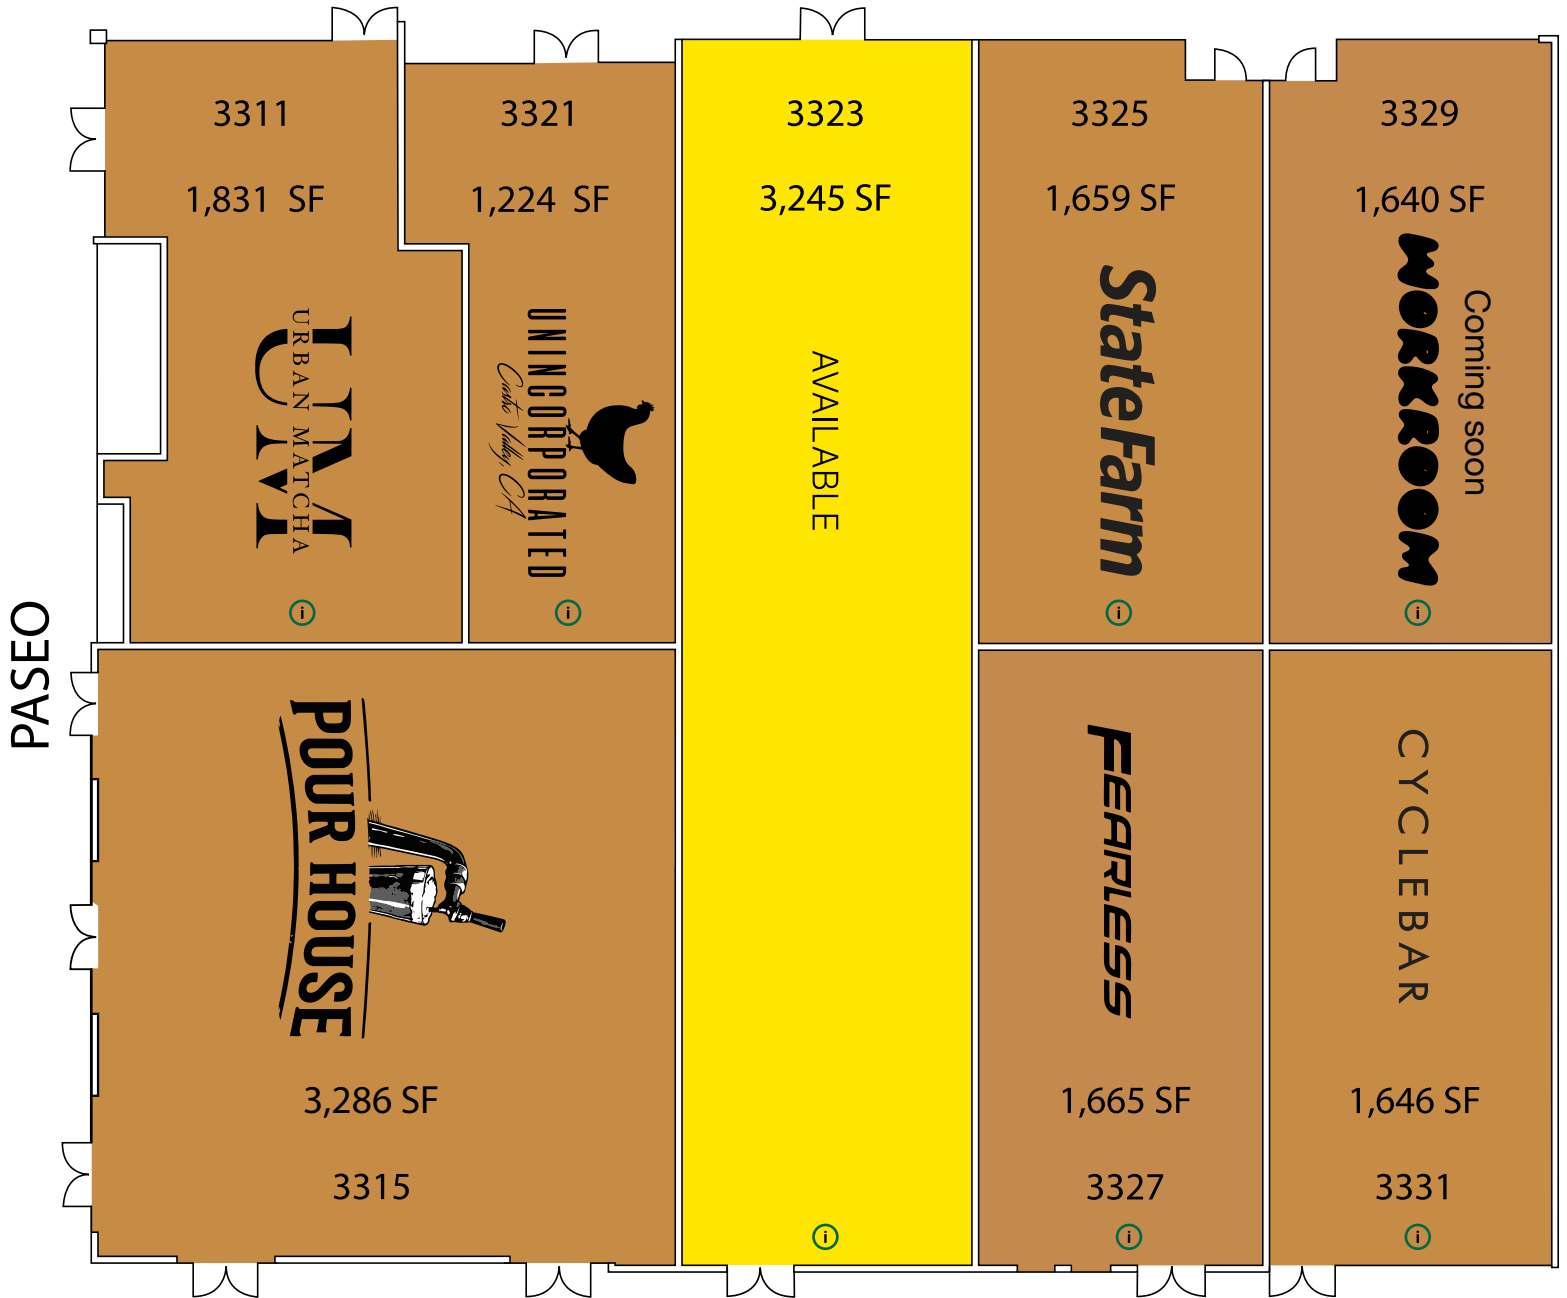 3311
1,831 SF
UM
URBAN MATCHA
i
3321
1,224 SF
UNINCORPORATED
Castro Valley, CA
i
3323
3,245 SF
AVAILABLE
i
3325
1,659 SF
StateFarm
i
3329
1,640 SF
WORKROOM
Coming soon
i
PASEO
POUR HOUSE
3,286 SF
3315
FEARLESS
1,665 SF
3327
i
CYCLEBAR
1,646 SF
3331
i